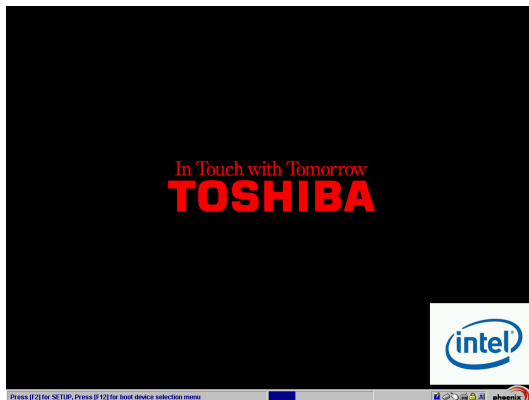 In Touch with Tomorrow
TOSHIBA
intel
Press [F2] for SETUP, Press [F12] for boot device selection menu
phoenix